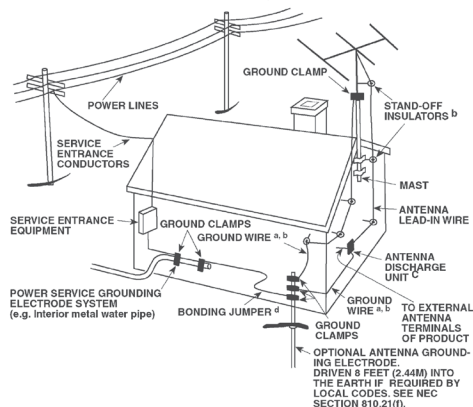 GROUND CLAMP
POWER LINES
STAND-OFF
INSULATORS b
SERVICE
ENTRANCE
CONDUCTORS
MAST
ANTENNA
LEAD-IN WIRE
SERVICE ENTRANCE
EQUIPMENT
GROUND CLAMPS
GROUND WIRE a, b
ANTENNA
DISCHARGE
UNIT C
POWER SERVICE GROUNDING
ELECTRODE SYSTEM
(e.g. Interior metal water pipe)
BONDING JUMPER d
GROUND
WIRE a, b
TO EXTERNAL
ANTENNA
TERMINALS
OF PRODUCT
GROUND
CLAMPS
OPTIONAL ANTENNA GROUND-
ING ELECTRODE.
DRIVEN 8 FEET (2.44M) INTO
THE EARTH IF REQUIRED BY
LOCAL CODES. SEE NEC
SECTION 810.21(f).